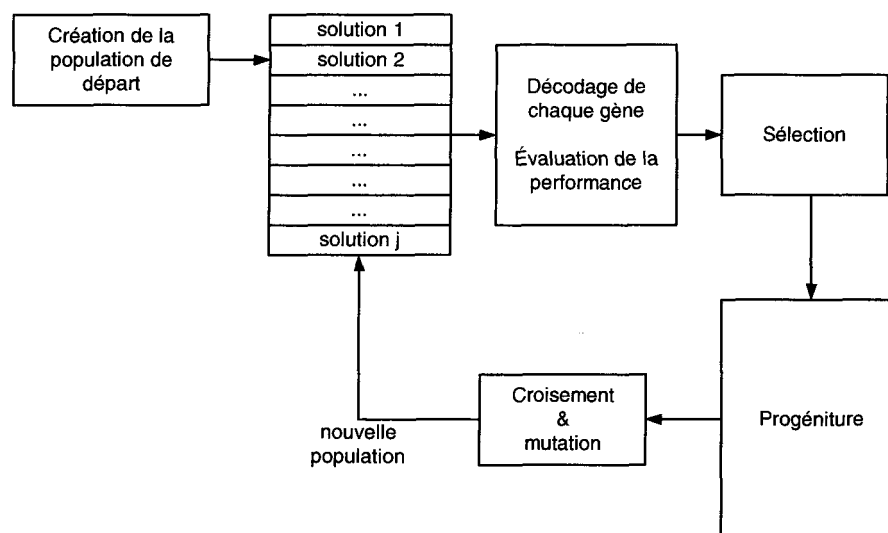 Création de la
population de
départ
solution 1
solution 2
...
...
...
...
...
solution j
Décodage de
chaque gène
Évaluation de la
performance
Sélection
Progéniture
Croisement
&
mutation
nouvelle
population